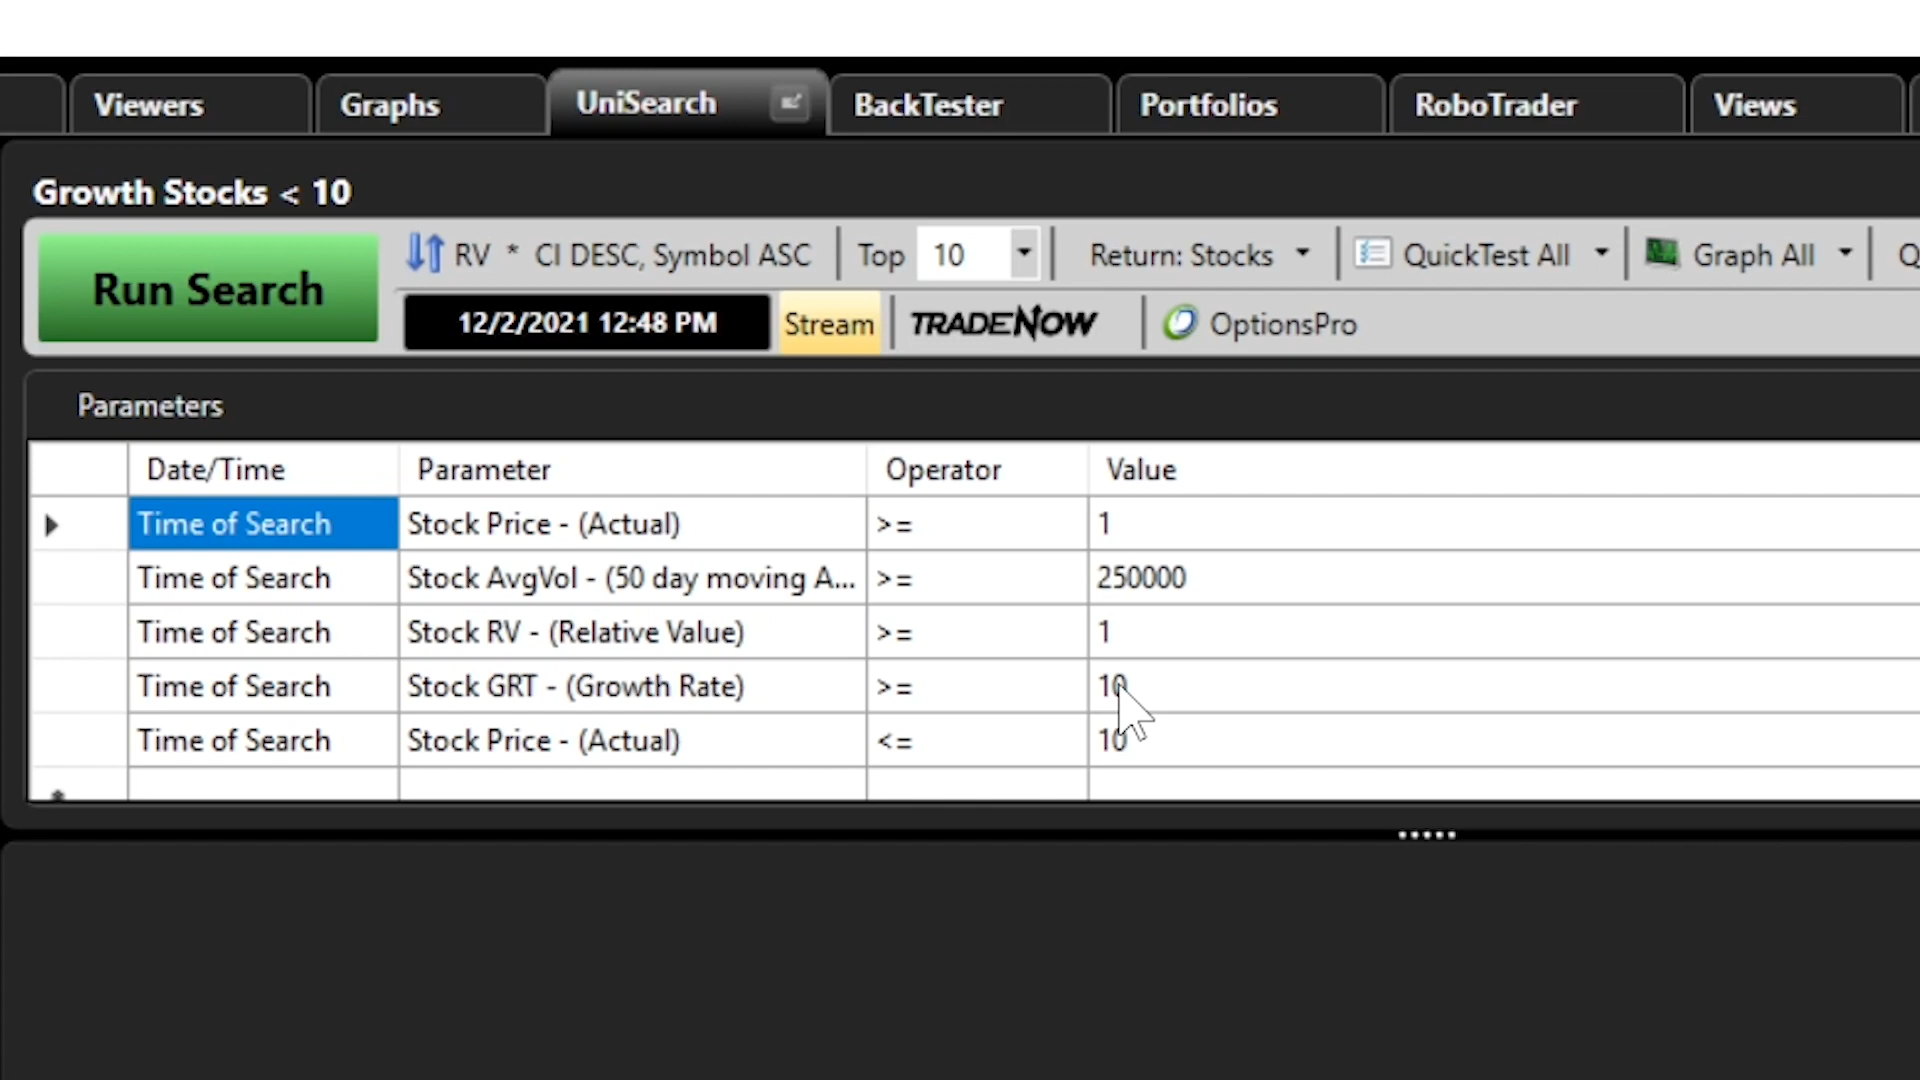 Viewers Graphs UniSearch BackTester Portfolios RoboTrader Views
Growth Stocks < 10
Run Search
RV * CI DESC, Symbol ASC Top 10 Return: Stocks QuickTest All Graph All
12/2/2021 12:48 PM Stream TRADENOW OptionsPro
Parameters
Date/Time Parameter Operator Value
Time of Search Stock Price - (Actual) >= 1
Time of Search Stock AvgVol - (50 day moving A... >= 250000
Time of Search Stock RV - (Relative Value) >= 1
Time of Search Stock GRT - (Growth Rate) >= 10
Time of Search Stock Price - (Actual) <= 10